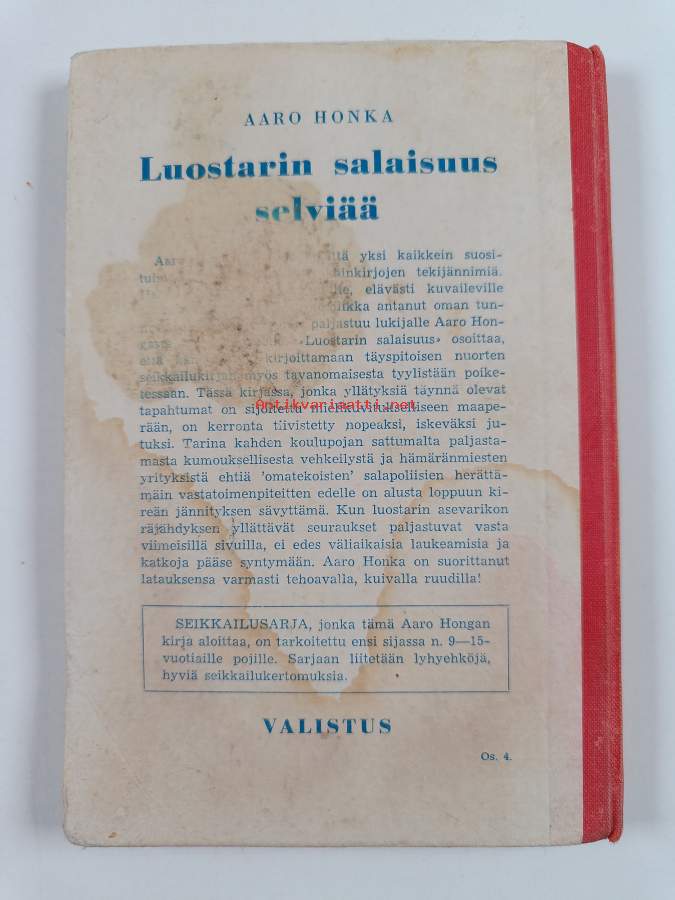 AARO HONKA
Luostarin salaisuus
selviää
yksi kaikkein suosi-
tekijännimiä.
elävästi kuvaileville
antanut oman tun-
paljastuu lukijalle Aaro Hon-
»Luostarin salaisuus» osoittaa,
kirjoittamaan täyspitoisen nuorten
myös tavanomaisesta tyylistään poike-
tessaan. Tässä kirjassa, jonka yllätyksiä täynnä olevat
tapahtumat on sijoitettu mielikuvitukselliseen maape-
Antikvariaatti.net
rään, on kerronta tiivistetty nopeaksi, iskeväksi ju-
tuksi. Tarina kahden koulupojan sattumalta paljasta-
masta kumouksellisesta vehkeilystä ja hämäränmiesten
yrityksistä ehtiä 'omatekoisten' salapoliisien herättä-
mäin vastatoimenpiteitten edelle on alusta loppuun ki-
reän jännityksen sävyttämä. Kun luostarin asevarikon
räjähdyksen yllättävät seuraukset paljastuvat vasta
viimeisillä sivuilla, ei edes väliaikaisia laukeamisia ja
katkoja pääse syntymään. Aaro Honka on suorittanut
latauksensa varmasti tehoavalla, kuivalla ruudilla!
SEIKKAILUSARJA, jonka tämä Aaro Hongan
kirja aloittaa, on tarkoitettu ensi sijassa n. 9—15-
vuotiaille pojille. Sarjaan liitetään lyhyehköjä,
hyviä seikkailukertomuksia.
VALISTUS
Os. 4.